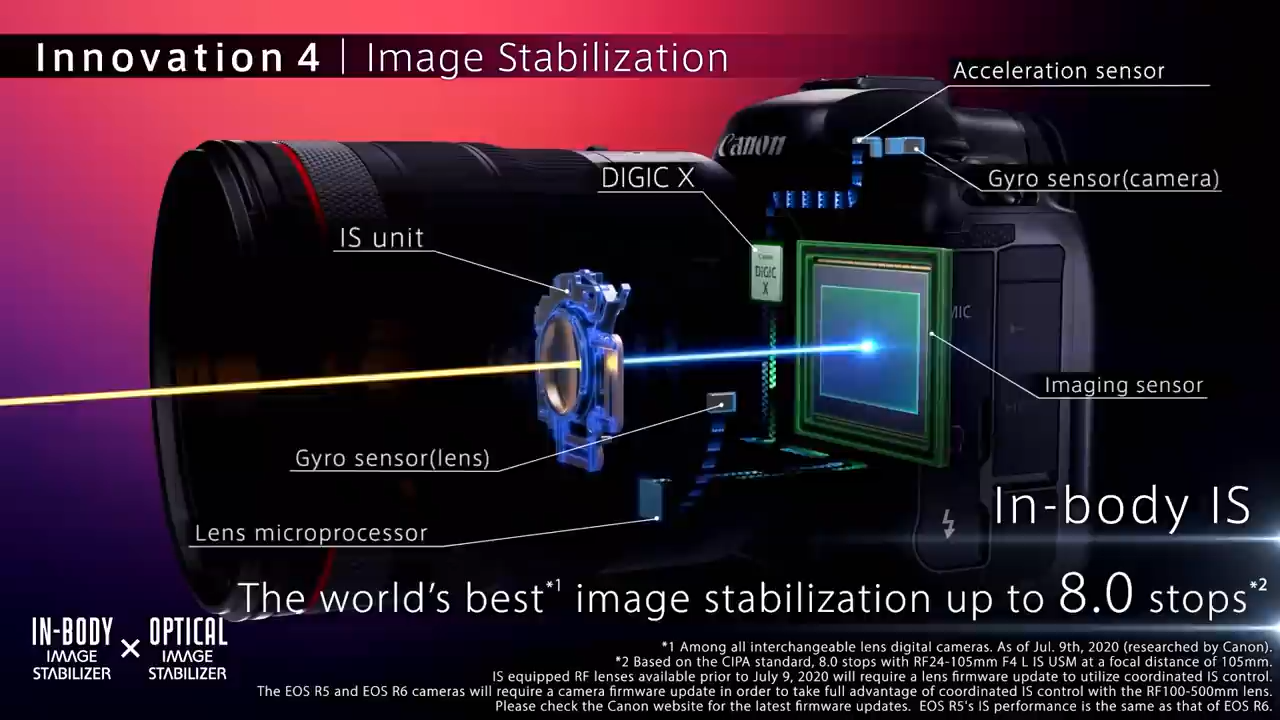 Innovation 4 | Image Stabilization
Acceleration sensor
Canon
Gyro sensor(camera)
DIGIC X
IS unit
Canon
DIGIC
X
MIC
Imaging sensor
Gyro sensor(lens)
In-body IS
Lens microprocessor
The world's best*1 image stabilization up to 8.0 stops*2
IN-BODY IMAGE STABILIZER × OPTICAL IMAGE STABILIZER
*1 Among all interchangeable lens digital cameras. As of Jul. 9th, 2020 (researched by Canon).
*2 Based on the CIPA standard, 8.0 stops with RF24-105mm F4 L IS USM at a focal distance of 105mm.
IS equipped RF lenses available prior to July 9, 2020 will require a lens firmware update to utilize coordinated IS control.
The EOS R5 and EOS R6 cameras will require a camera firmware update in order to take full advantage of coordinated IS control with the RF100-500mm lens.
Please check the Canon website for the latest firmware updates. EOS R5's IS performance is the same as that of EOS R6.